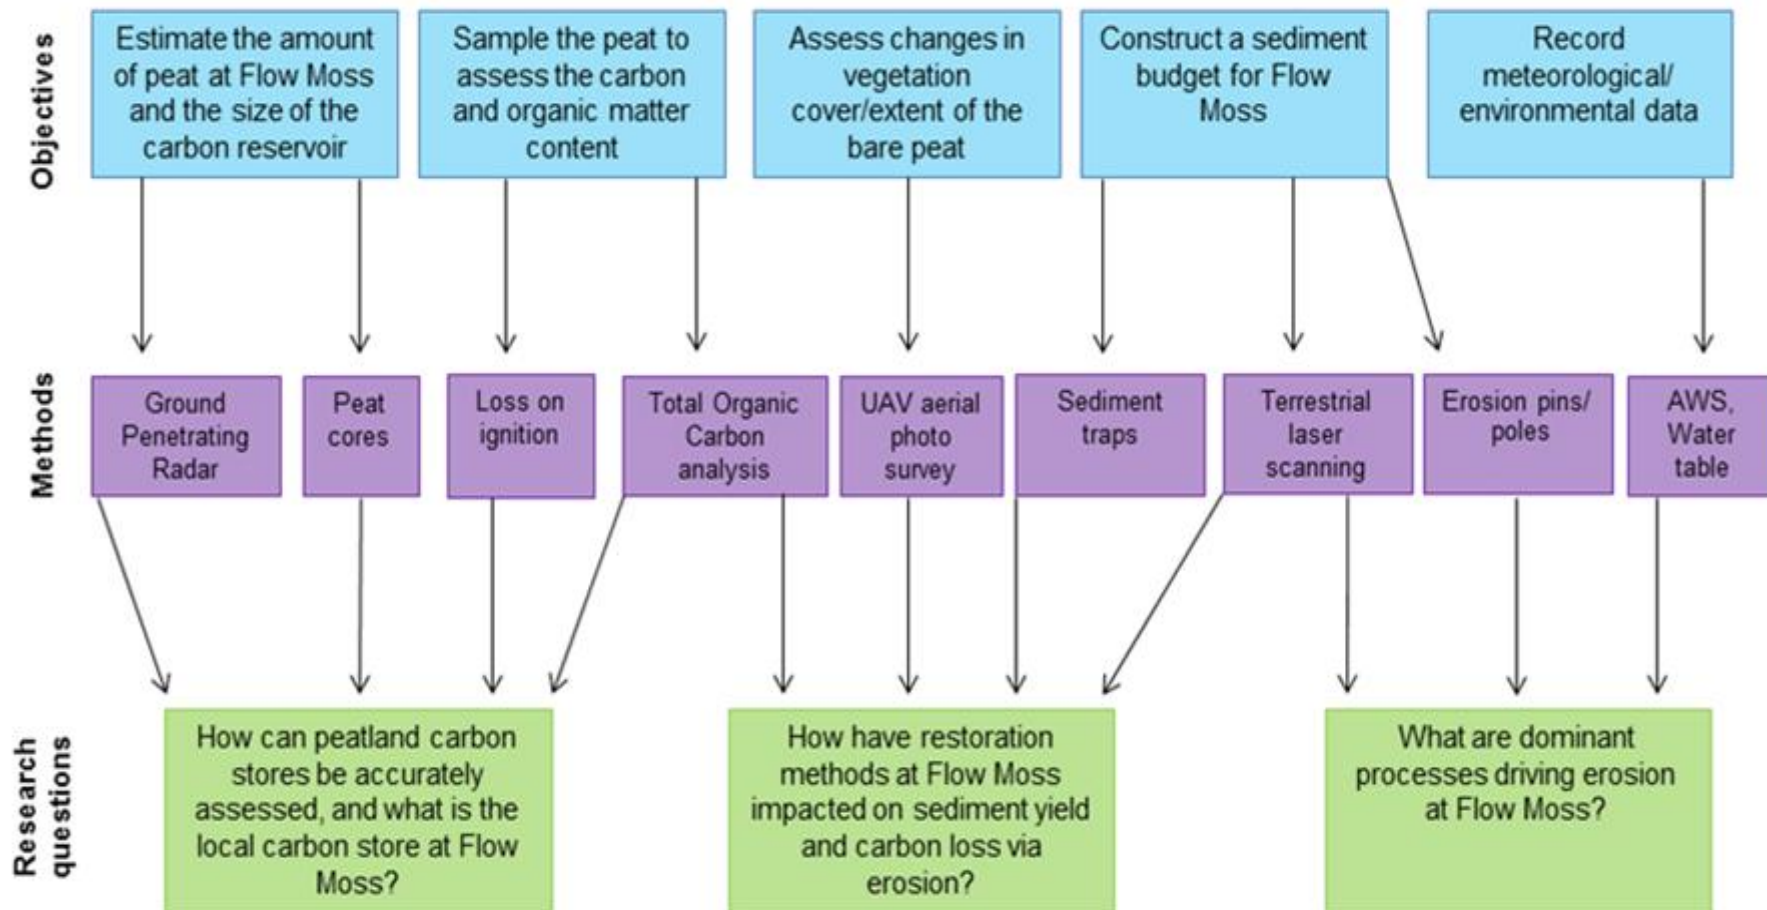 Objectives
Estimate the amount
of peat at Flow Moss
and the size of the
carbon reservoir
Sample the peat to
assess the carbon
and organic matter
content
Assess changes in
vegetation
cover/extent of the
bare peat
Construct a sediment
budget for Flow
Moss
Record
meteorological/
environmental data
Methods
Ground
Penetrating
Radar
Peat
cores
Loss on
ignition
Total Organic
Carbon
analysis
UAV aerial
photo
survey
Sediment
traps
Terrestrial
laser
scanning
Erosion pins/
poles
AWS,
Water
table
Research
questions
How can peatland carbon
stores be accurately
assessed, and what is the
local carbon store at Flow
Moss?
How have restoration
methods at Flow Moss
impacted on sediment yield
and carbon loss via
erosion?
What are dominant
processes driving erosion
at Flow Moss?